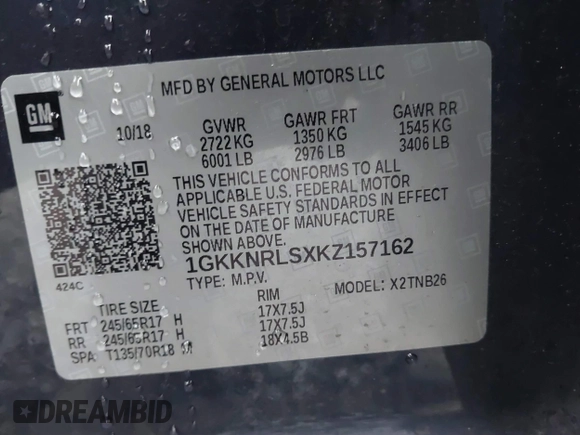 MFD BY GENERAL MOTORS LLC
GM
10/18
GVWR GAWR FRT GAWR RR
2722 KG 1350 KG 1545 KG
6001 LB 2976 LB 3406 LB
THIS VEHICLE CONFORMS TO ALL
APPLICABLE U.S. FEDERAL MOTOR
VEHICLE SAFETY STANDARDS IN EFFECT
ON THE DATE OF MANUFACTURE
SHOWN ABOVE.
1GKKNRLSXKZ157162
424C
TYPE: M.P.V. MODEL: X2TNB26
TIRE SIZE RIM
FRT 245/65R17 H 17X7.5J
RR 245/65R17 H 17X7.5J
SPA T135/70R18 M 18X4.5B
DREAMBID